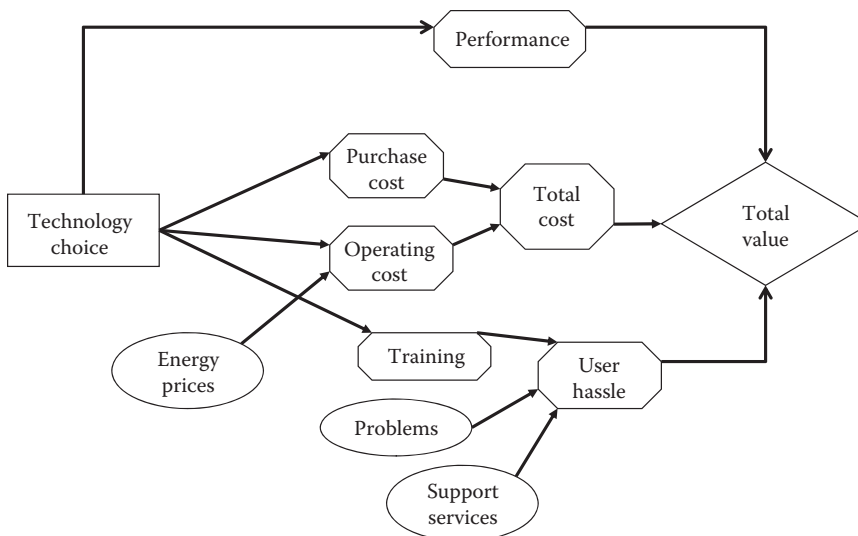 Performance
Purchase
cost
Total
cost
Total
value
Technology
choice
Operating
cost
Energy
prices
Training
User
hassle
Problems
Support
services